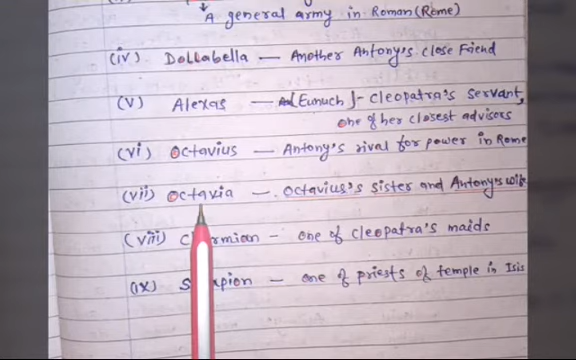 A general army in Roman (Rome)
(iv) Dollabella — Another Antony's close Friend
(v) Alexas — [Eunuch] - Cleopatra's servant,
one of her closest advisors
(vi) Octavius — Antony's rival for power in Rome
(vii) Octavia — Octavius's sister and Antony's wife
(viii) - one of Cleopatra's maids
(ix) - one of priests of temple in Isis